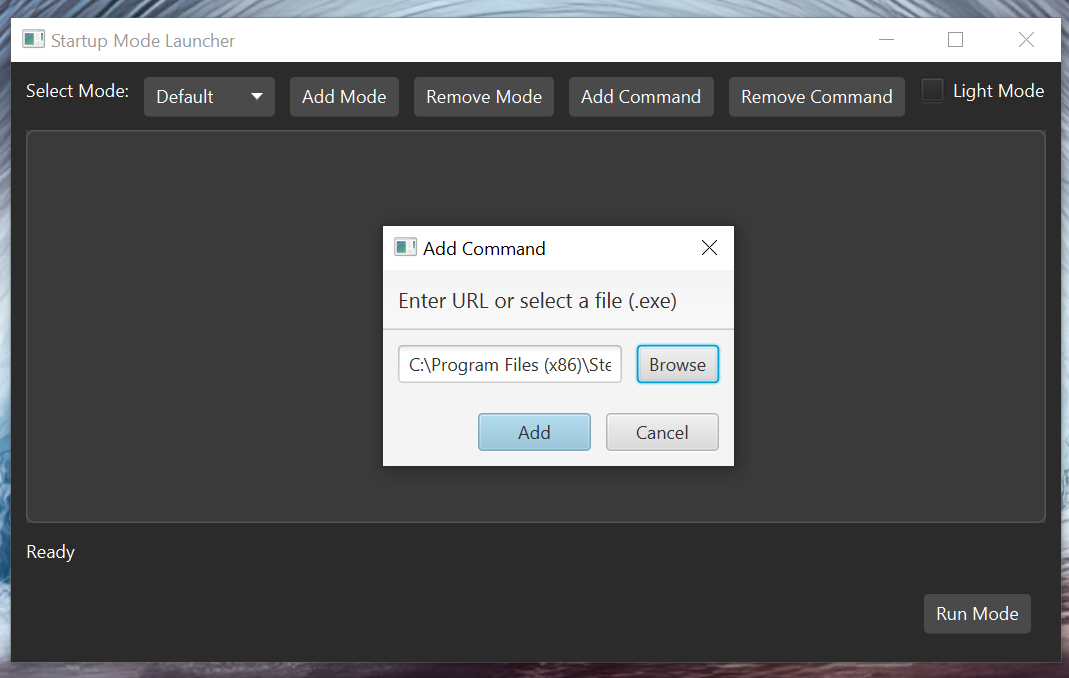 Startup Mode Launcher
Select Mode: Default Add Mode Remove Mode Add Command Remove Command Light Mode
Add Command
Enter URL or select a file (.exe)
C:\Program Files (x86)\Ste Browse
Add Cancel
Ready
Run Mode